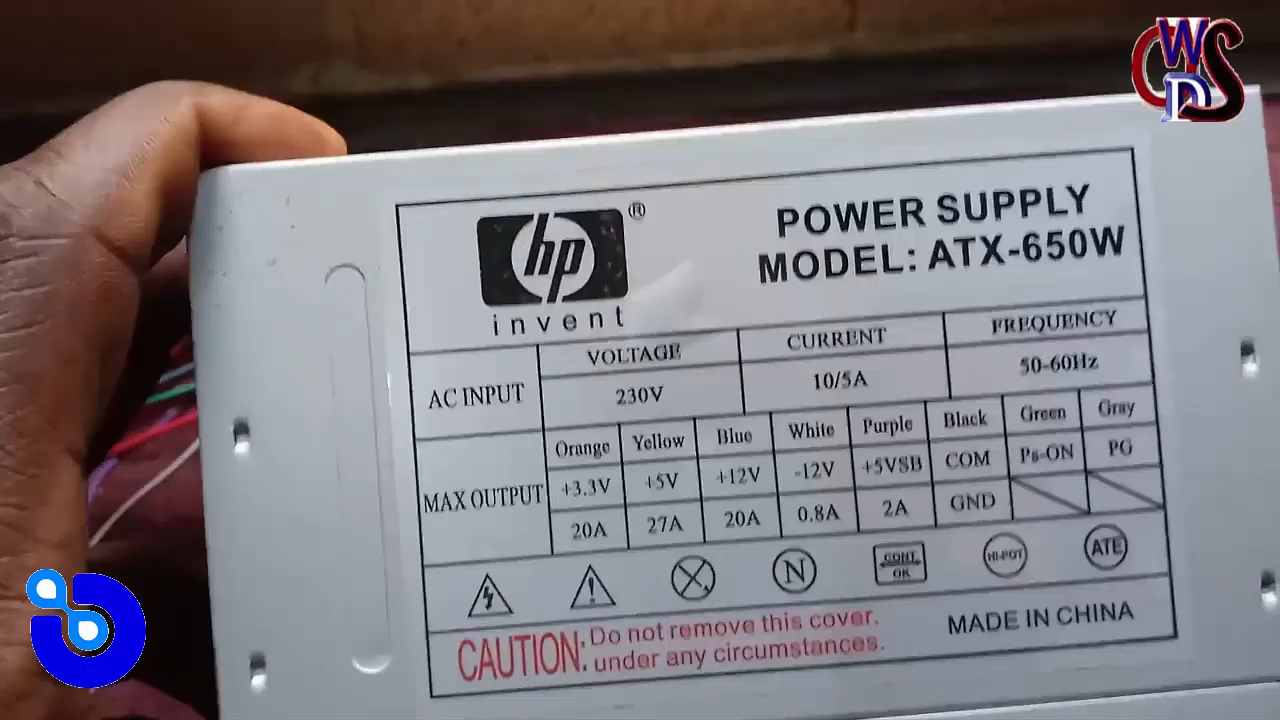 hp®
invent
POWER SUPPLY
MODEL: ATX-650W
VOLTAGE CURRENT FREQUENCY
AC INPUT 230V 10/5A 50-60Hz
MAX OUTPUT
Orange Yellow Blue White Purple Black Green Gray
+3.3V +5V +12V -12V +5VSB COM Ps-ON PG
20A 27A 20A 0.8A 2A GND
N
CONT.
OK
HI-POT
ATE
CAUTION: Do not remove this cover.
under any circumstances.
MADE IN CHINA